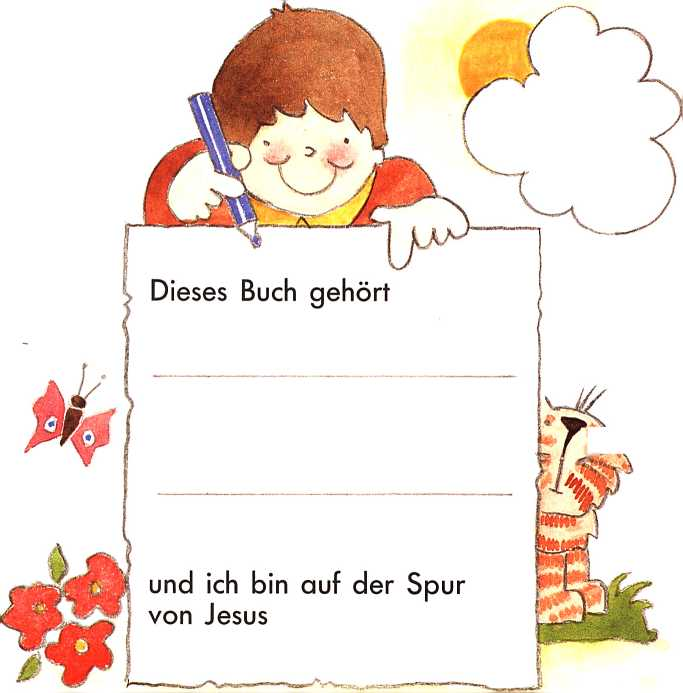 Dieses Buch gehört
und ich bin auf der Spur
von Jesus